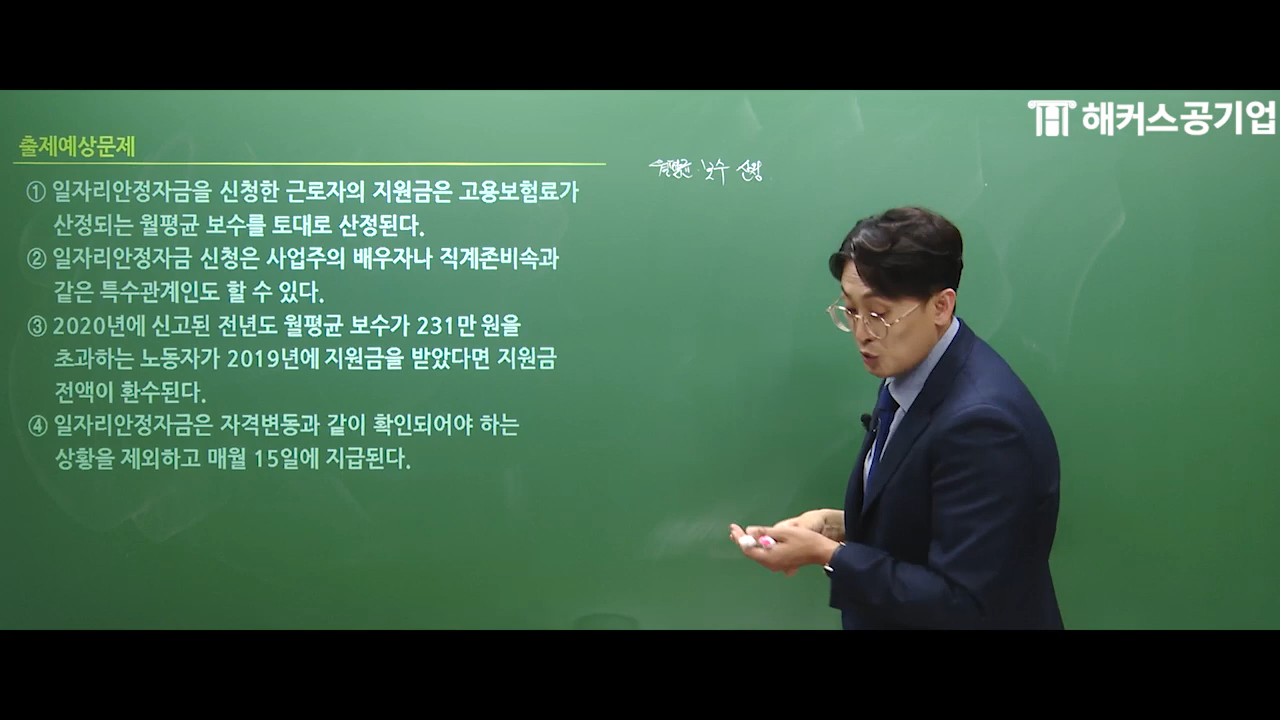 해커스공기업
출제예상문제
① 일자리안정자금을 신청한 근로자의 지원금은 고용보험료가
산정되는 월평균 보수를 토대로 산정된다.
② 일자리안정자금 신청은 사업주의 배우자나 직계존비속과
같은 특수관계인도 할 수 있다.
③ 2020년에 신고된 전년도 월평균 보수가 231만 원을
초과하는 노동자가 2019년에 지원금을 받았다면 지원금
전액이 환수된다.
④ 일자리안정자금은 자격변동과 같이 확인되어야 하는
상황을 제외하고 매월 15일에 지급된다.
월평균 보수 산정